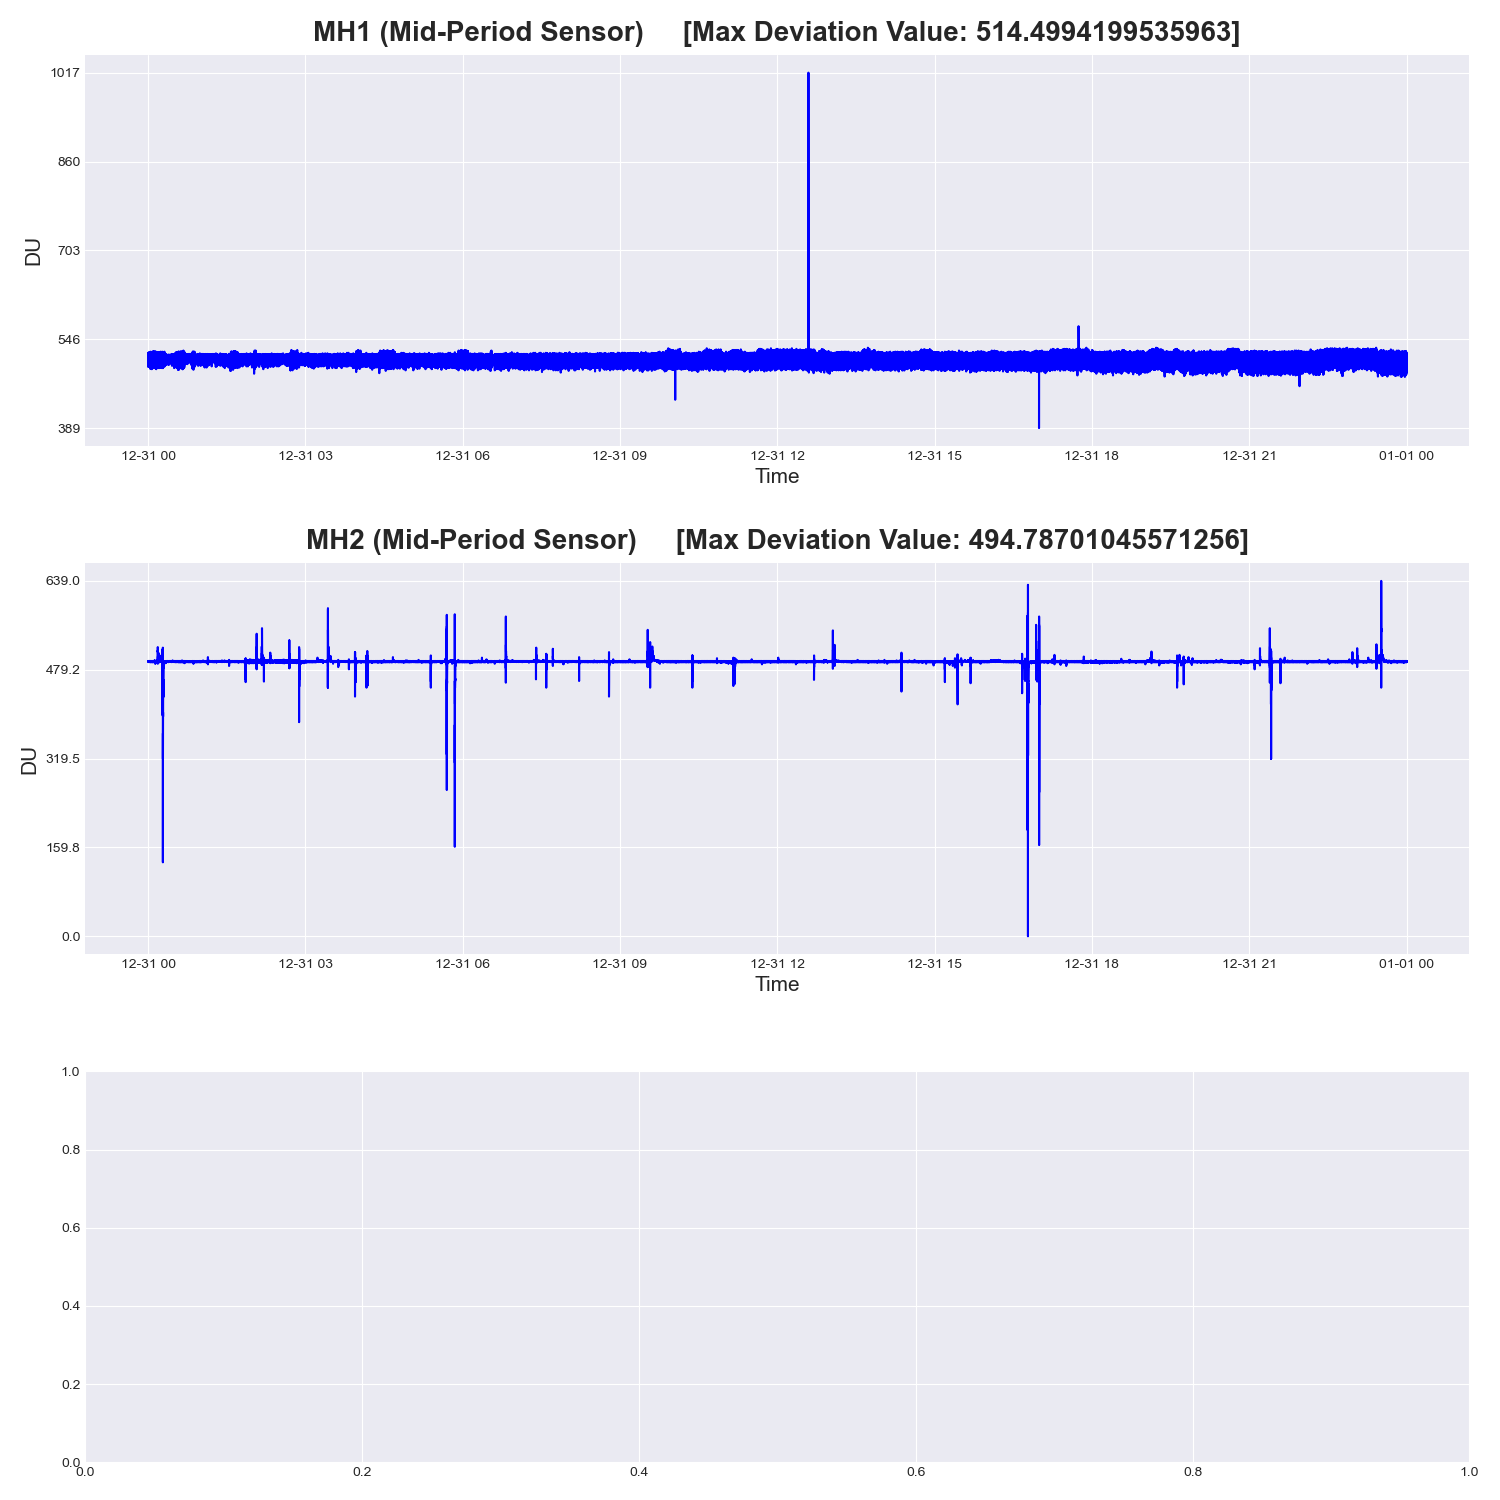 MH1 (Mid-Period Sensor) [Max Deviation Value: 514.4994199535963]
1017
860
703
546
389
DU
12-31 00 12-31 03 12-31 06 12-31 09 12-31 12 12-31 15 12-31 18 12-31 21 01-01 00
Time
MH2 (Mid-Period Sensor) [Max Deviation Value: 494.78701045571256]
639.0
479.2
319.5
159.8
0.0
DU
12-31 00 12-31 03 12-31 06 12-31 09 12-31 12 12-31 15 12-31 18 12-31 21 01-01 00
Time
1.0
0.8
0.6
0.4
0.2
0.0
0.0 0.2 0.4 0.6 0.8 1.0